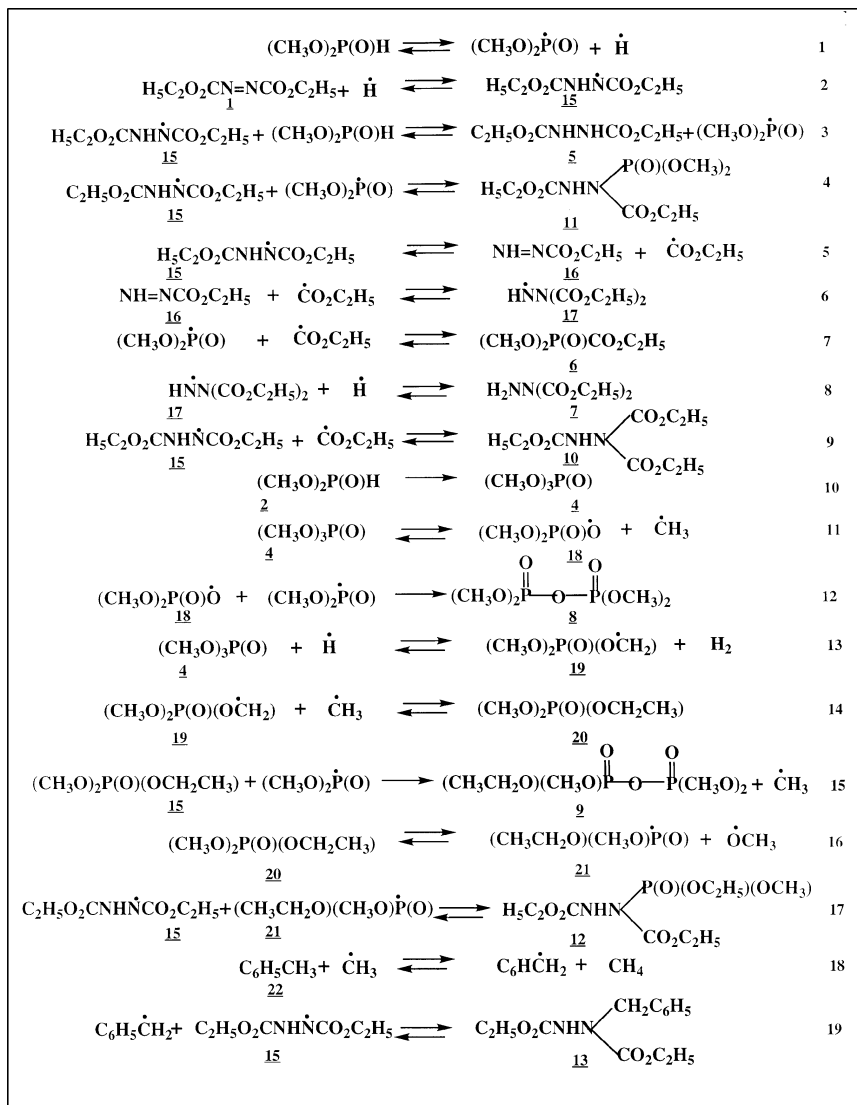 (CH3O)2P(O)H ⇌ (CH3O)2Ṗ(O) + Ḣ 1
H5C2O2CN=NCO2C2H5 + Ḣ ⇌ H5C2O2CNHṄCO2C2H5 2
1 15
H5C2O2CNHṄCO2C2H5 + (CH3O)2P(O)H ⇌ C2H5O2CNHNHCO2C2H5 + (CH3O)2Ṗ(O) 3
15 5
P(O)(OCH3)2
C2H5O2CNHṄCO2C2H5 + (CH3O)2Ṗ(O) ⇌ H5C2O2CNHN 4
15 CO2C2H5
11
H5C2O2CNHṄCO2C2H5 ⇌ NH=NCO2C2H5 + ĊO2C2H5 5
15 16
NH=NCO2C2H5 + ĊO2C2H5 ⇌ HṄN(CO2C2H5)2 6
16 17
(CH3O)2Ṗ(O) + ĊO2C2H5 ⇌ (CH3O)2P(O)CO2C2H5 7
6
HṄN(CO2C2H5)2 + Ḣ ⇌ H2NN(CO2C2H5)2 8
17 7
CO2C2H5
H5C2O2CNHṄCO2C2H5 + ĊO2C2H5 ⇌ H5C2O2CNHN 9
15 10 CO2C2H5
(CH3O)2P(O)H → (CH3O)3P(O) 10
2 4
(CH3O)3P(O) ⇌ (CH3O)2P(O)Ȯ + ĊH3 11
4 18
O O
(CH3O)2P(O)Ȯ + (CH3O)2Ṗ(O) → (CH3O)2P—O—P(OCH3)2 12
18 8
(CH3O)3P(O) + Ḣ ⇌ (CH3O)2P(O)(OĊH2) + H2 13
4 19
(CH3O)2P(O)(OĊH2) + ĊH3 ⇌ (CH3O)2P(O)(OCH2CH3) 14
19 20
O O
(CH3O)2P(O)(OCH2CH3) + (CH3O)2Ṗ(O) → (CH3CH2O)(CH3O)P—O—P(CH3O)2 + ĊH3 15
15 9
(CH3O)2P(O)(OCH2CH3) ⇌ (CH3CH2O)(CH3O)Ṗ(O) + ȮCH3 16
20 21
P(O)(OC2H5)(OCH3)
C2H5O2CNHṄCO2C2H5 + (CH3CH2O)(CH3O)Ṗ(O) ⇌ H5C2O2CNHN 17
15 21 12 CO2C2H5
C6H5CH3 + ĊH3 ⇌ C6HĊH2 + CH4 18
22
CH2C6H5
C6H5ĊH2 + C2H5O2CNHṄCO2C2H5 ⇌ C2H5O2CNHN 19
15 13 CO2C2H5